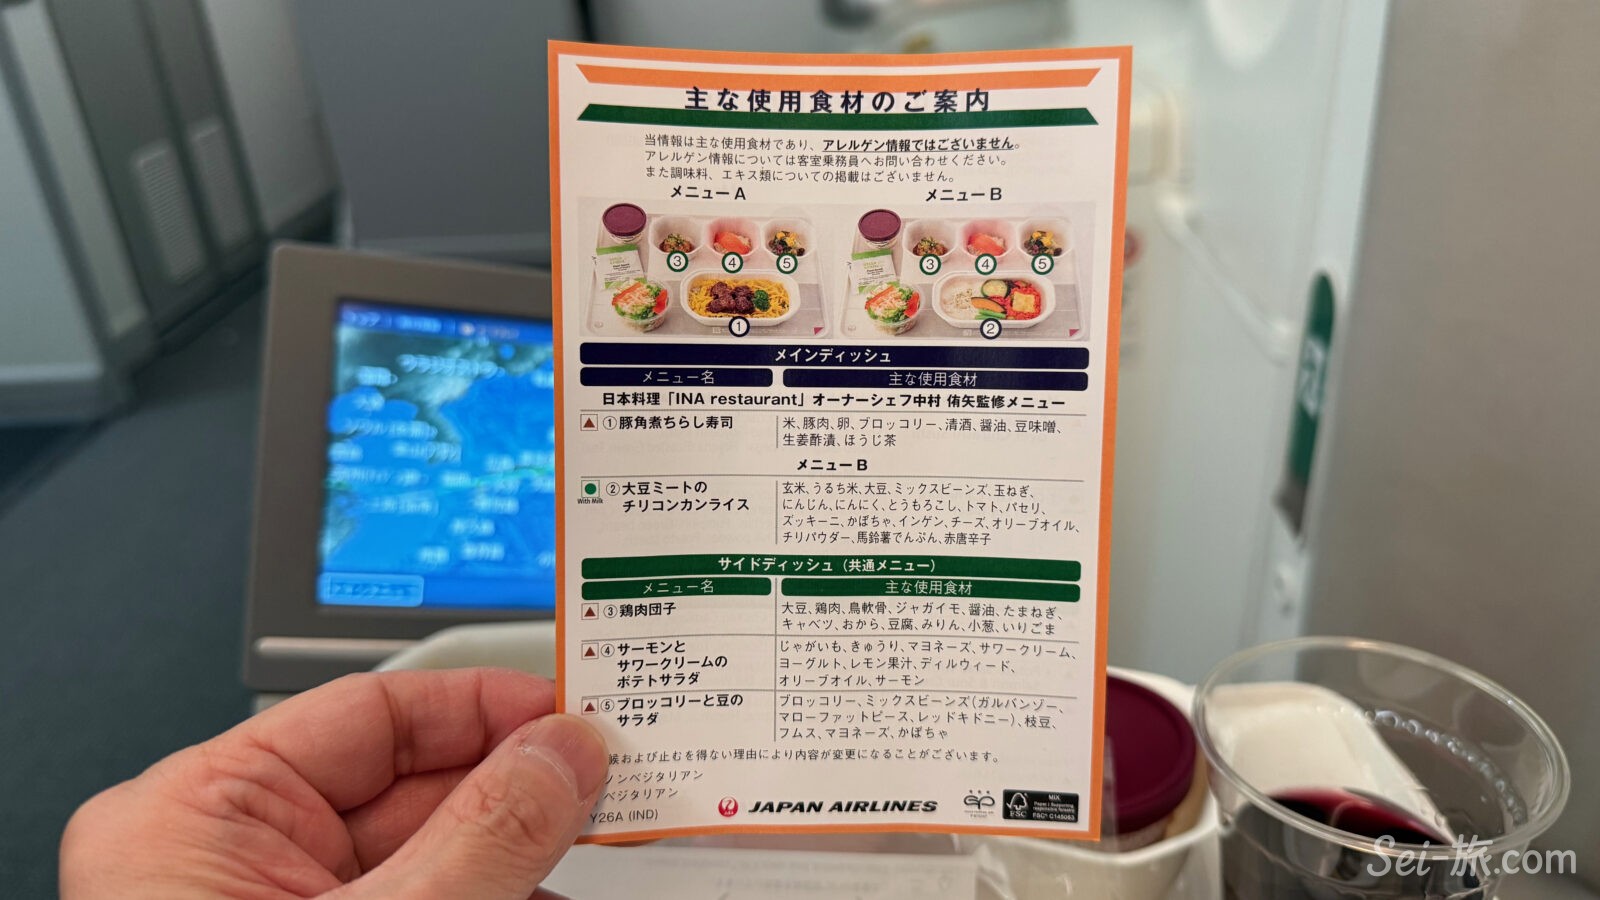 主な使用食材のご案内
当情報は主な使用食材であり、アレルゲン情報ではございません。
アレルゲン情報については客室乗務員へお問い合わせください。
また調味料、エキス類についての掲載はございません。
メニューA
メニューB
③ ④ ⑤
①
③ ④ ⑤
②
メインディッシュ
メニュー名 主な使用食材
日本料理「INA restaurant」オーナーシェフ中村 侑矢監修メニュー
①豚角煮ちらし寿司
米、豚肉、卵、ブロッコリー、清酒、醤油、豆味噌、
生姜酢漬、ほうじ茶
メニューB
With Milk
②大豆ミートの
チリコンカンライス
玄米、うるち米、大豆、ミックスビーンズ、玉ねぎ、
にんじん、にんにく、とうもろこし、トマト、パセリ、
ズッキーニ、かぼちゃ、インゲン、チーズ、オリーブオイル、
チリパウダー、馬鈴薯でんぷん、赤唐辛子
サイドディッシュ（共通メニュー）
メニュー名 主な使用食材
③鶏肉団子
大豆、鶏肉、鳥軟骨、ジャガイモ、醤油、たまねぎ、
キャベツ、おから、豆腐、みりん、小葱、いりごま
④サーモンと
サワークリームの
ポテトサラダ
じゃがいも、きゅうり、マヨネーズ、サワークリーム、
ヨーグルト、レモン果汁、ディルウィード、
オリーブオイル、サーモン
⑤ブロッコリーと豆の
サラダ
ブロッコリー、ミックスビーンズ（ガルバンゾー、
マローファットピース、レッドキドニー）、枝豆、
フムス、マヨネーズ、かぼちゃ
候および止むを得ない理由により内容が変更になることがございます。
ノンベジタリアン
ベジタリアン
Y26A (IND)
JAPAN AIRLINES
FSC
MIX
FSC® C145063
Sei-旅.com